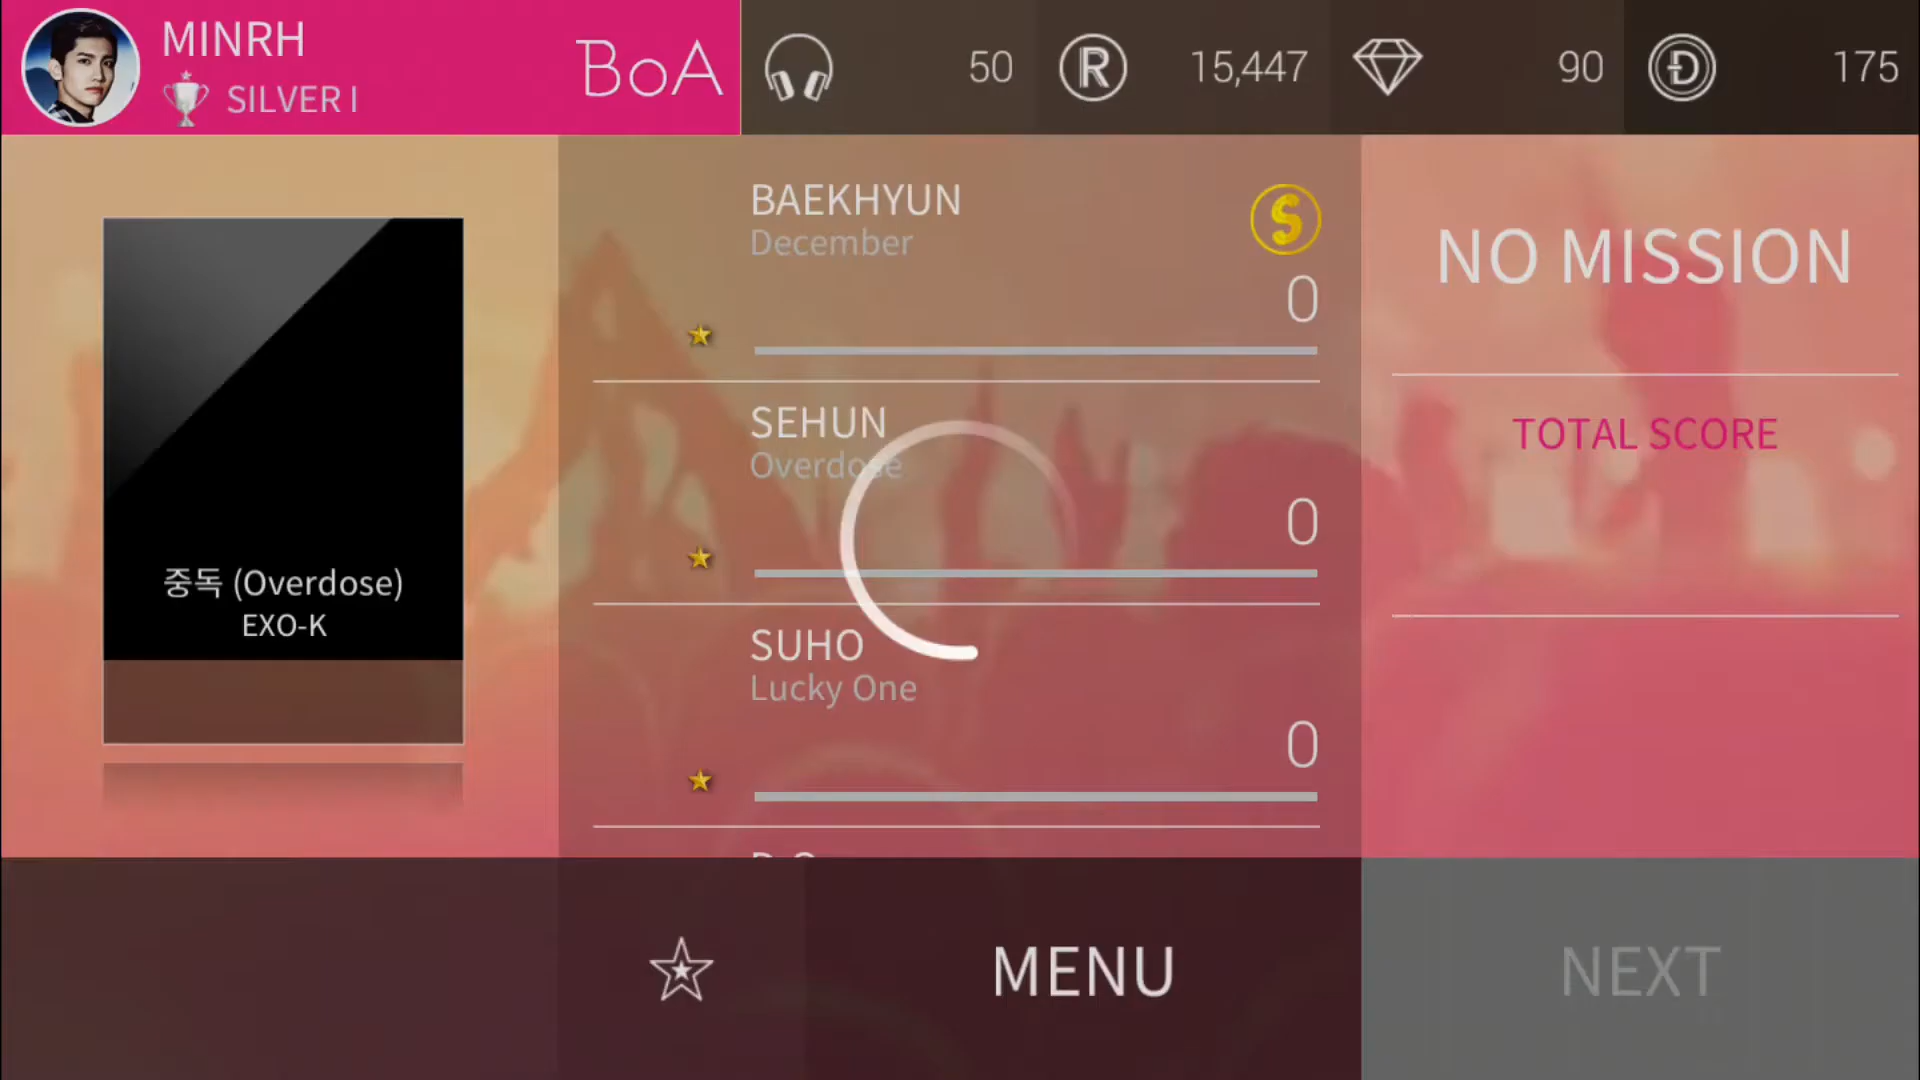 MINRH
SILVER I
BoA
50
15,447
90
175
중독 (Overdose)
EXO-K
BAEKHYUN
December
0
SEHUN
Overdose
0
SUHO
Lucky One
0
NO MISSION
TOTAL SCORE
MENU
NEXT